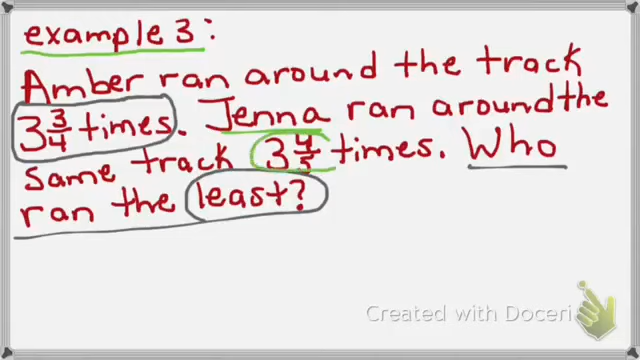 example 3:
Amber ran around the track
3 3/4 times. Jenna ran around the
same track 3 4/5 times. Who
ran the least?
Created with Doceri